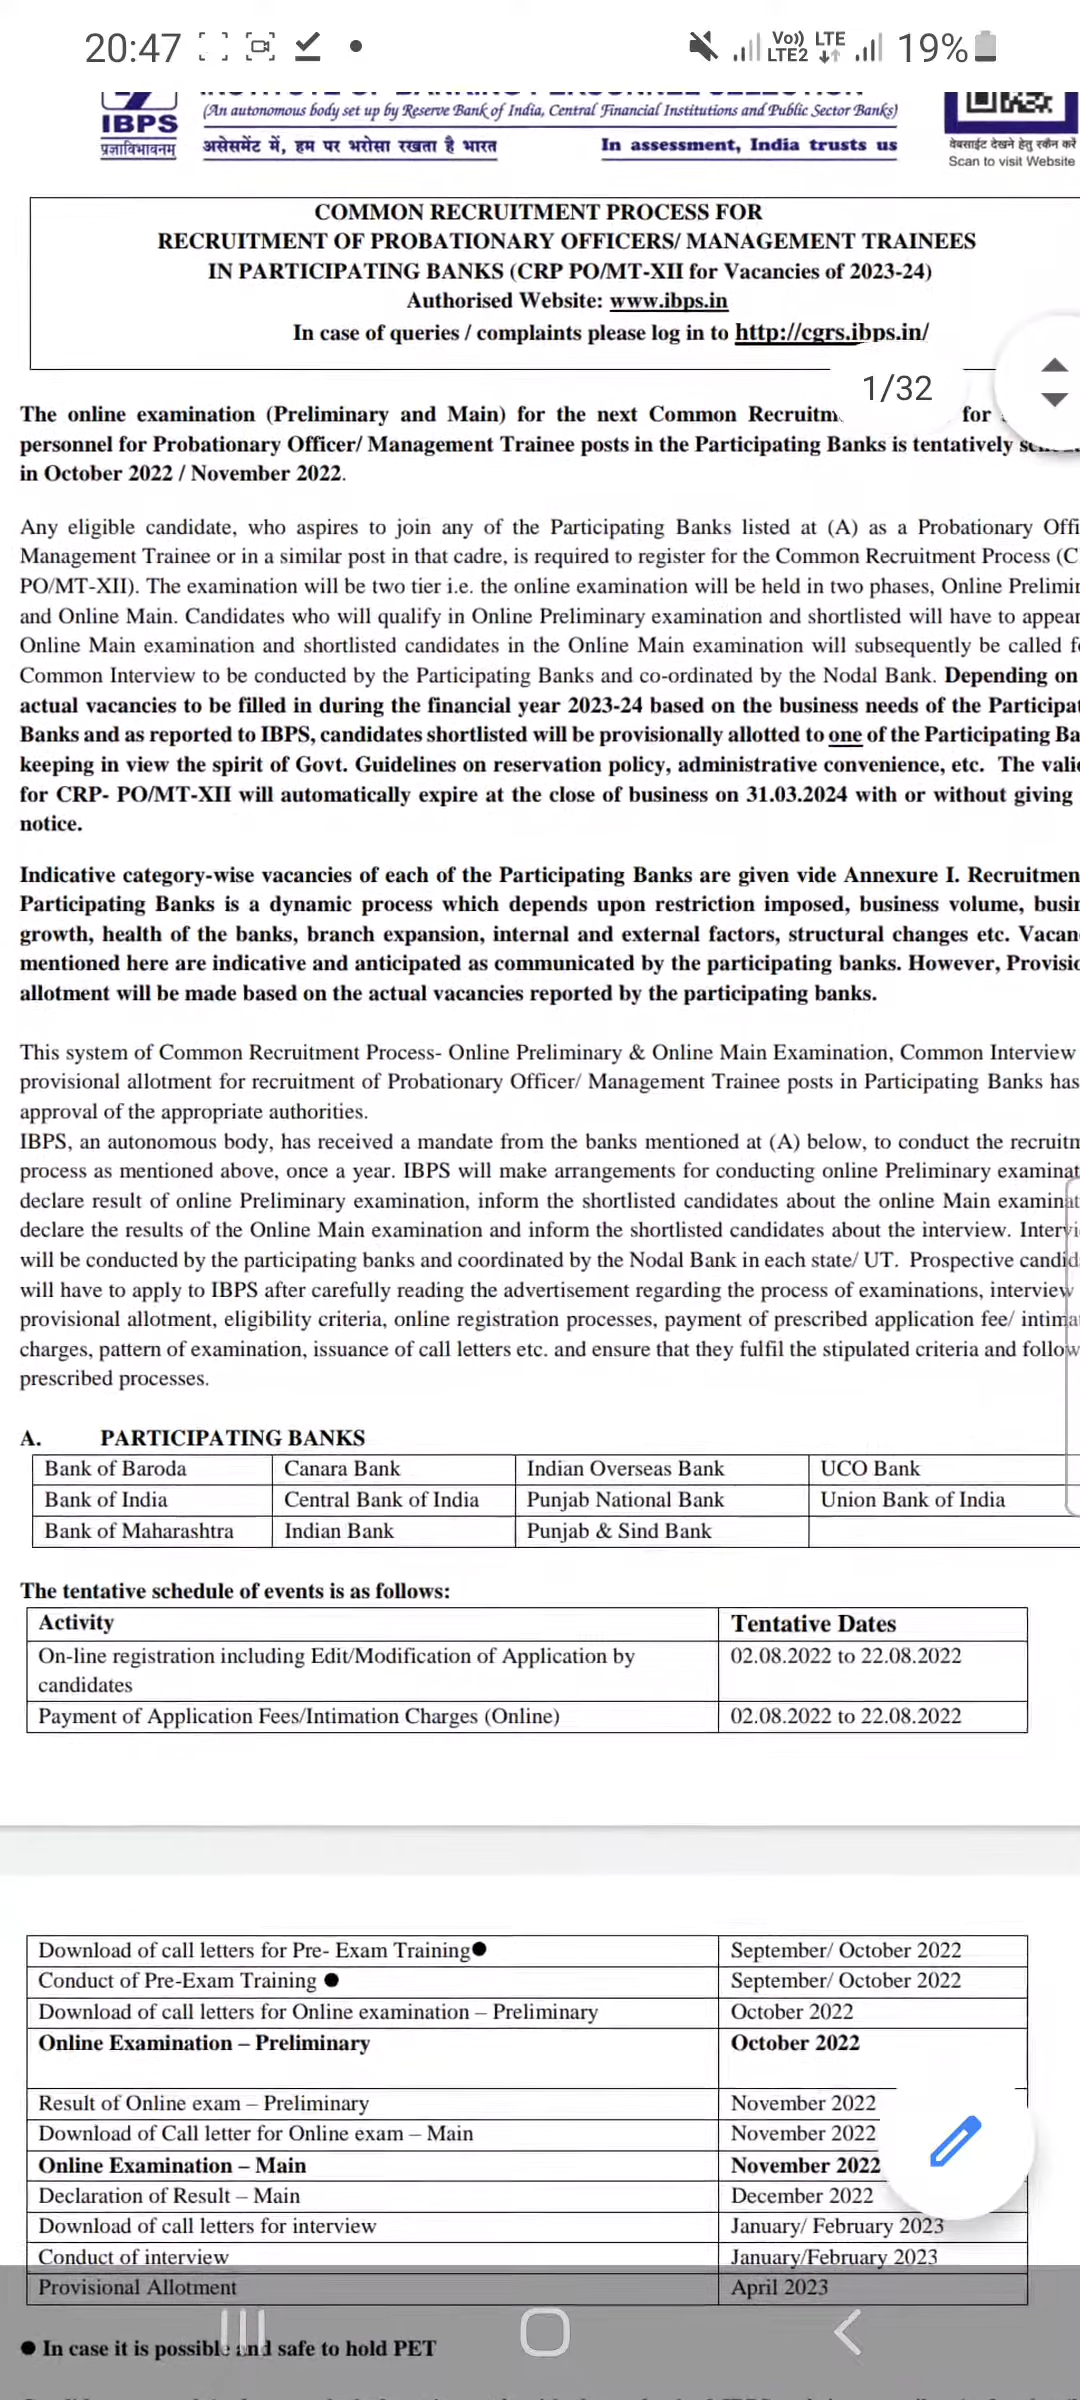 20:47
Vo)) LTE
LTE2
19%
IBPS
(An autonomous body set up by Reserve Bank of India, Central Financial Institutions and Public Sector Banks)
प्रज्ञाविभावनम्
असेसमेंट में, हम पर भरोसा रखता है भारत
In assessment, India trusts us
वेबसाईट देखने हेतु स्कैन करें
Scan to visit Website
COMMON RECRUITMENT PROCESS FOR
RECRUITMENT OF PROBATIONARY OFFICERS/ MANAGEMENT TRAINEES
IN PARTICIPATING BANKS (CRP PO/MT-XII for Vacancies of 2023-24)
Authorised Website: www.ibps.in
In case of queries / complaints please log in to http://cgrs.ibps.in/
1/32
The online examination (Preliminary and Main) for the next Common Recruitm for
personnel for Probationary Officer/ Management Trainee posts in the Participating Banks is tentatively
in October 2022 / November 2022.
Any eligible candidate, who aspires to join any of the Participating Banks listed at (A) as a Probationary Offi
Management Trainee or in a similar post in that cadre, is required to register for the Common Recruitment Process (C
PO/MT-XII). The examination will be two tier i.e. the online examination will be held in two phases, Online Prelimin
and Online Main. Candidates who will qualify in Online Preliminary examination and shortlisted will have to appear
Online Main examination and shortlisted candidates in the Online Main examination will subsequently be called f
Common Interview to be conducted by the Participating Banks and co-ordinated by the Nodal Bank. Depending on
actual vacancies to be filled in during the financial year 2023-24 based on the business needs of the Participat
Banks and as reported to IBPS, candidates shortlisted will be provisionally allotted to one of the Participating Ba
keeping in view the spirit of Govt. Guidelines on reservation policy, administrative convenience, etc. The valid
for CRP- PO/MT-XII will automatically expire at the close of business on 31.03.2024 with or without giving
notice.
Indicative category-wise vacancies of each of the Participating Banks are given vide Annexure I. Recruitmen
Participating Banks is a dynamic process which depends upon restriction imposed, business volume, busin
growth, health of the banks, branch expansion, internal and external factors, structural changes etc. Vacan
mentioned here are indicative and anticipated as communicated by the participating banks. However, Provisio
allotment will be made based on the actual vacancies reported by the participating banks.
This system of Common Recruitment Process- Online Preliminary & Online Main Examination, Common Interview
provisional allotment for recruitment of Probationary Officer/ Management Trainee posts in Participating Banks has
approval of the appropriate authorities.
IBPS, an autonomous body, has received a mandate from the banks mentioned at (A) below, to conduct the recruitm
process as mentioned above, once a year. IBPS will make arrangements for conducting online Preliminary examinat
declare result of online Preliminary examination, inform the shortlisted candidates about the online Main examinat
declare the results of the Online Main examination and inform the shortlisted candidates about the interview. Intervi
will be conducted by the participating banks and coordinated by the Nodal Bank in each state/ UT. Prospective candid
will have to apply to IBPS after carefully reading the advertisement regarding the process of examinations, interview
provisional allotment, eligibility criteria, online registration processes, payment of prescribed application fee/ intima
charges, pattern of examination, issuance of call letters etc. and ensure that they fulfil the stipulated criteria and follow
prescribed processes.
A. PARTICIPATING BANKS
Bank of Baroda Canara Bank Indian Overseas Bank UCO Bank
Bank of India Central Bank of India Punjab National Bank Union Bank of India
Bank of Maharashtra Indian Bank Punjab & Sind Bank
The tentative schedule of events is as follows:
Activity Tentative Dates
On-line registration including Edit/Modification of Application by 02.08.2022 to 22.08.2022
candidates
Payment of Application Fees/Intimation Charges (Online) 02.08.2022 to 22.08.2022
Download of call letters for Pre- Exam Training● September/ October 2022
Conduct of Pre-Exam Training ● September/ October 2022
Download of call letters for Online examination – Preliminary October 2022
Online Examination – Preliminary October 2022
Result of Online exam – Preliminary November 2022
Download of Call letter for Online exam – Main November 2022
Online Examination – Main November 2022
Declaration of Result – Main December 2022
Download of call letters for interview January/ February 2023
Conduct of interview January/February 2023
Provisional Allotment April 2023
● In case it is possible and safe to hold PET